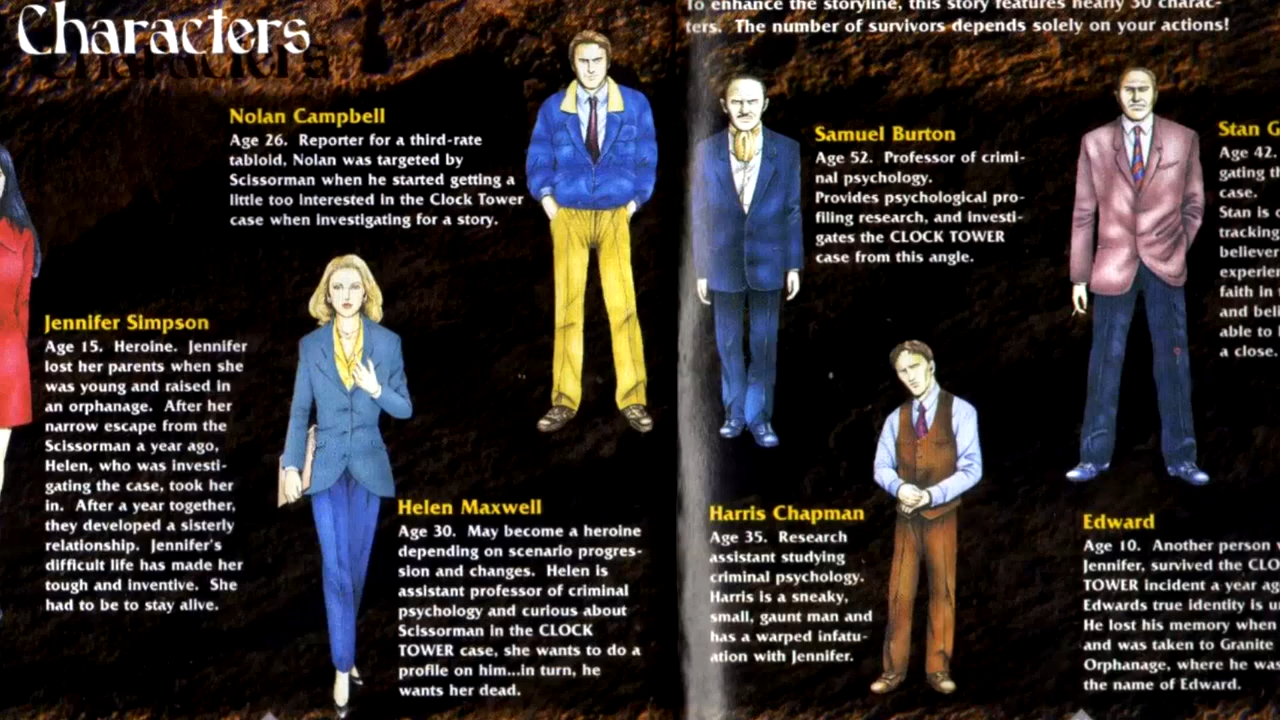 Characters
Nolan Campbell
Age 26. Reporter for a third-rate
tabloid, Nolan was targeted by
Scissorman when he started getting a
little too interested in the Clock Tower
case when investigating for a story.
Jennifer Simpson
Age 15. Heroine. Jennifer
lost her parents when she
was young and raised in
an orphanage. After her
narrow escape from the
Scissorman a year ago,
Helen, who was investi-
gating the case, took her
in. After a year together,
they developed a sisterly
relationship. Jennifer's
difficult life has made her
tough and inventive. She
had to be to stay alive.
Helen Maxwell
Age 30. May become a heroine
depending on scenario progres-
sion and changes. Helen is
assistant professor of criminal
psychology and curious about
Scissorman in the CLOCK
TOWER case, she wants to do a
profile on him...in turn, he
wants her dead.
To enhance the storyline, this story features nearly 30 charac-
ters. The number of survivors depends solely on your actions!
Samuel Burton
Age 52. Professor of crimi-
nal psychology.
Provides psychological pro-
filing research, and investi-
gates the CLOCK TOWER
case from this angle.
Harris Chapman
Age 35. Research
assistant studying
criminal psychology.
Harris is a sneaky,
small, gaunt man and
has a warped infatu-
ation with Jennifer.
Stan G
Age 42.
gating th
case.
Stan is
tracking
believer
experien
faith in
and beli
able to
a close.
Edward
Age 10. Another person
Jennifer, survived the CLO
TOWER incident a year ag
Edwards true identity is u
He lost his memory when
and was taken to Granite
Orphanage, where he was
the name of Edward.